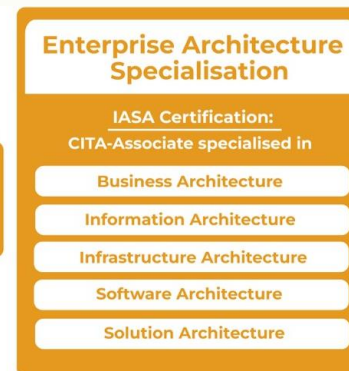 Enterprise Architecture
Specialisation
IASA Certification:
CITA-Associate specialised in
Business Architecture
Information Architecture
Infrastructure Architecture
Software Architecture
Solution Architecture